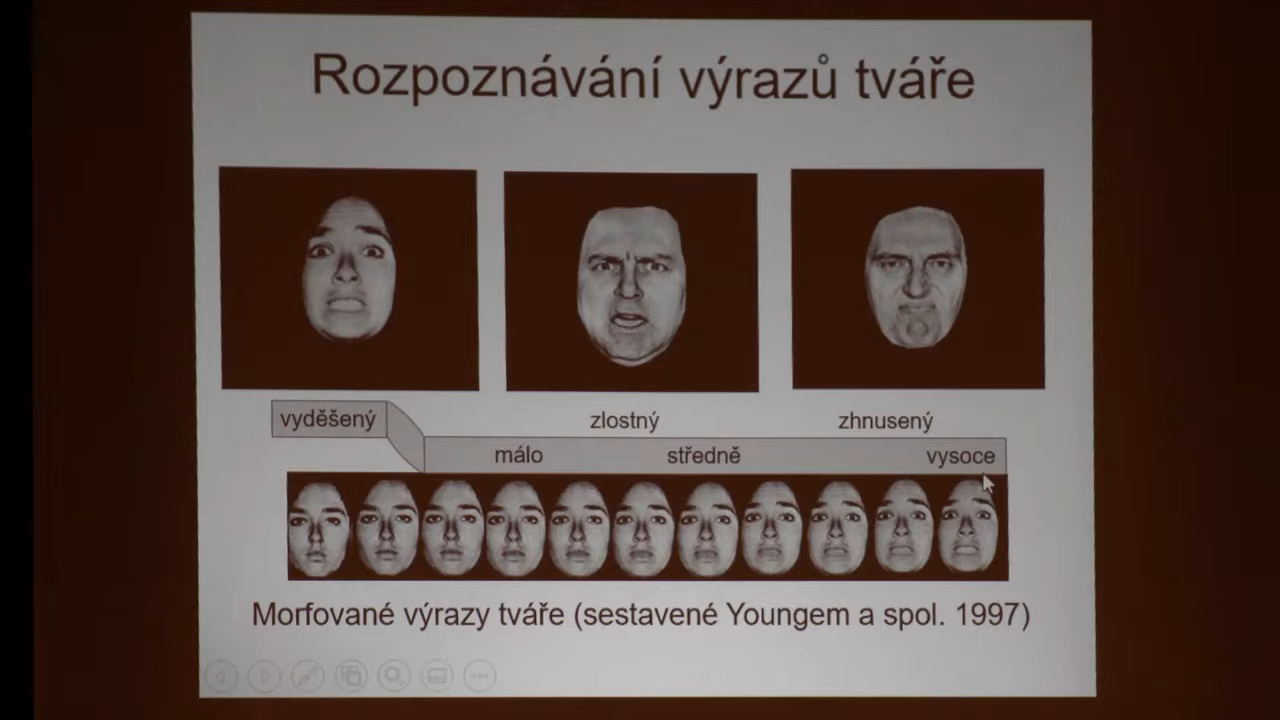 Rozpoznávání výrazů tváře
vyděšený
zlostný
zhnusený
málo
středně
vysoce
Morfované výrazy tváře (sestavené Youngem a spol. 1997)